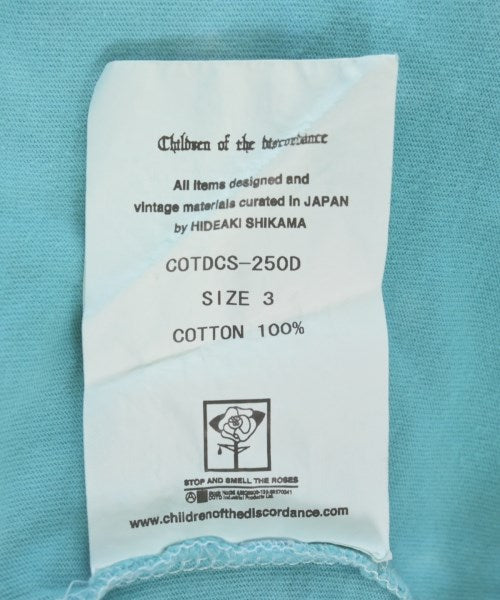 Children of the discordance
All items designed and
vintage materials curated in JAPAN
by HIDEAKI SHIKAMA
COTDCS-250D
SIZE 3
COTTON 100%
STOP AND SMELL THE ROSES
www.childrenofthediscordance.com